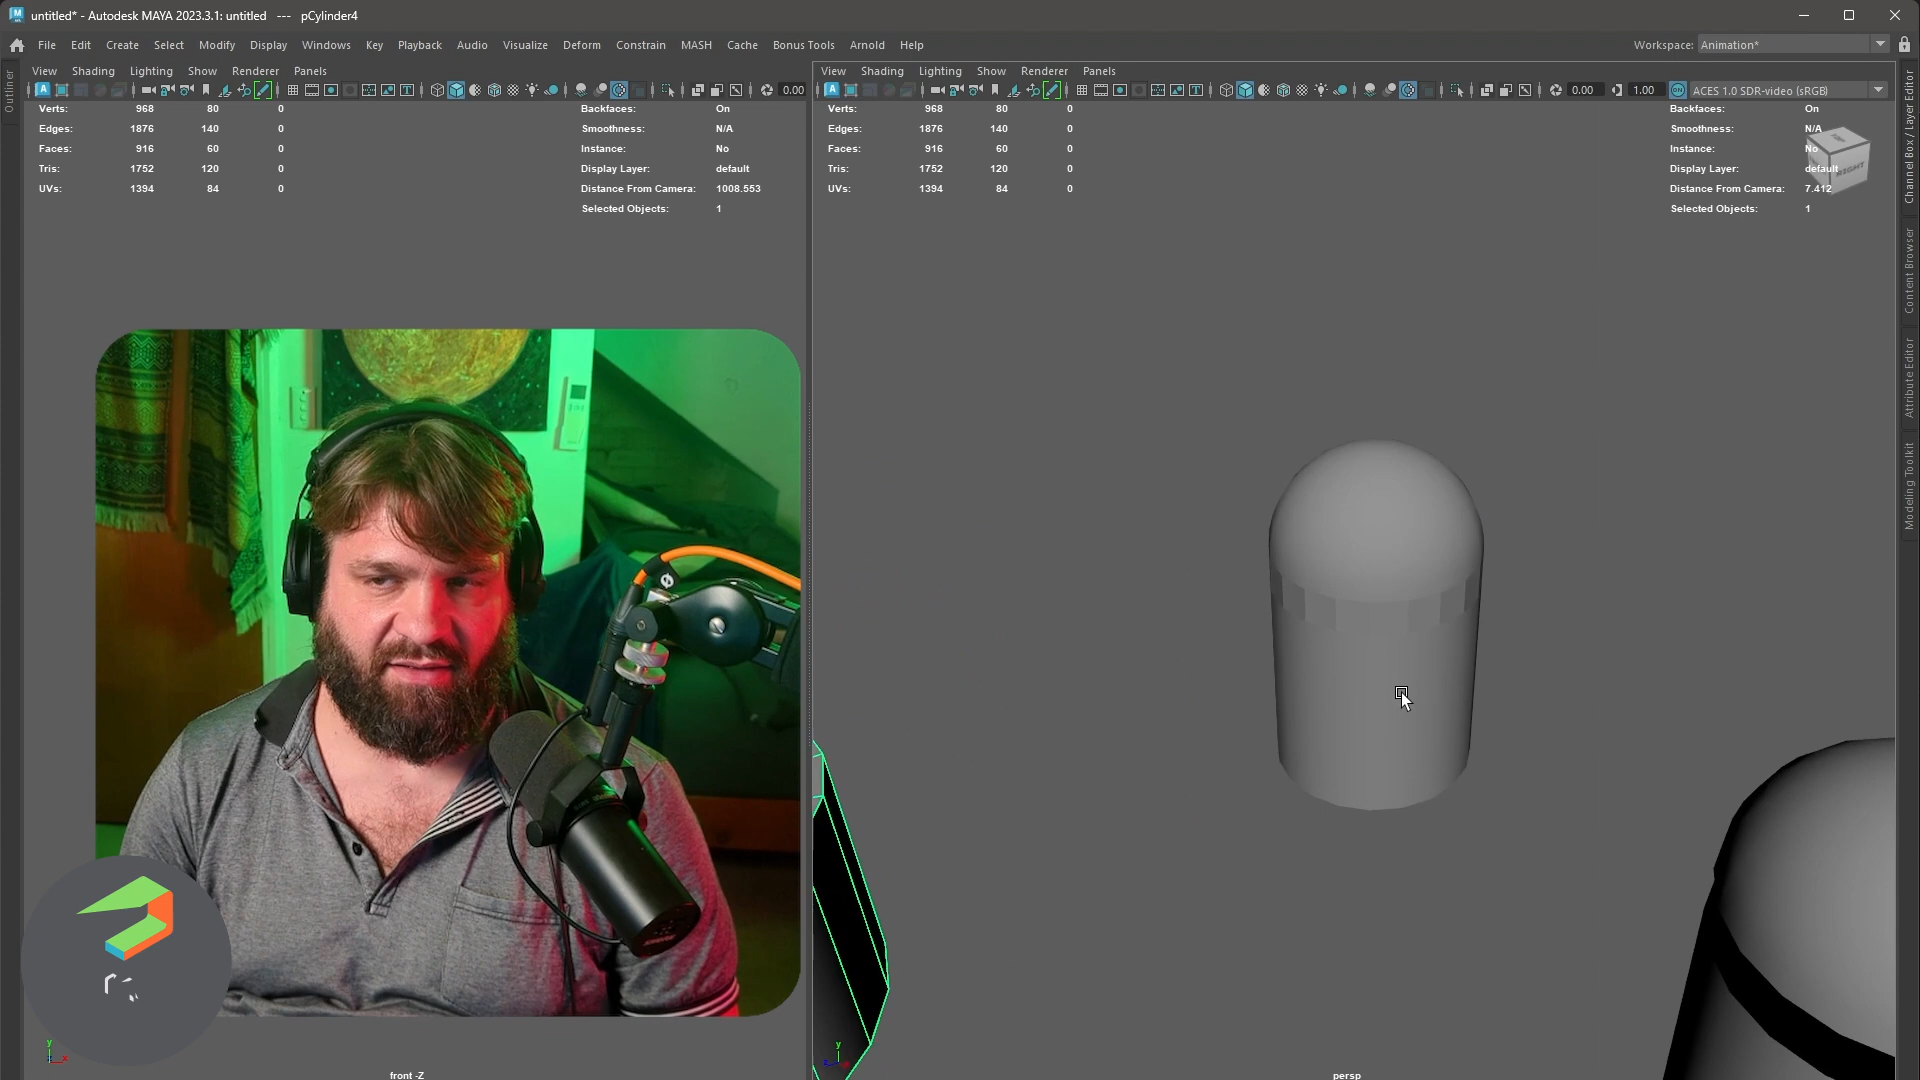 untitled* - Autodesk MAYA 2023.3.1: untitled --- pCylinder4
File Edit Create Select Modify Display Windows Key Playback Audio Visualize Deform Constrain MASH Cache Bonus Tools Arnold Help
Workspace: Animation*
Outliner
View Shading Lighting Show Renderer Panels
0.00
Verts: 968 80 0
Edges: 1876 140 0
Faces: 916 60 0
Tris: 1752 120 0
UVs: 1394 84 0
Backfaces: On
Smoothness: N/A
Instance: No
Display Layer: default
Distance From Camera: 1008.553
Selected Objects: 1
front -Z
y
x
View Shading Lighting Show Renderer Panels
0.00 1.00 ACES 1.0 SDR-video (sRGB)
Verts: 968 80 0
Edges: 1876 140 0
Faces: 916 60 0
Tris: 1752 120 0
UVs: 1394 84 0
Backfaces: On
Smoothness: N/A
Instance: No
Display Layer: default
Distance From Camera: 7.412
Selected Objects: 1
RIGHT
persp
y
Channel Box / Layer Editor
Content Browser
Attribute Editor
Modeling Toolkit